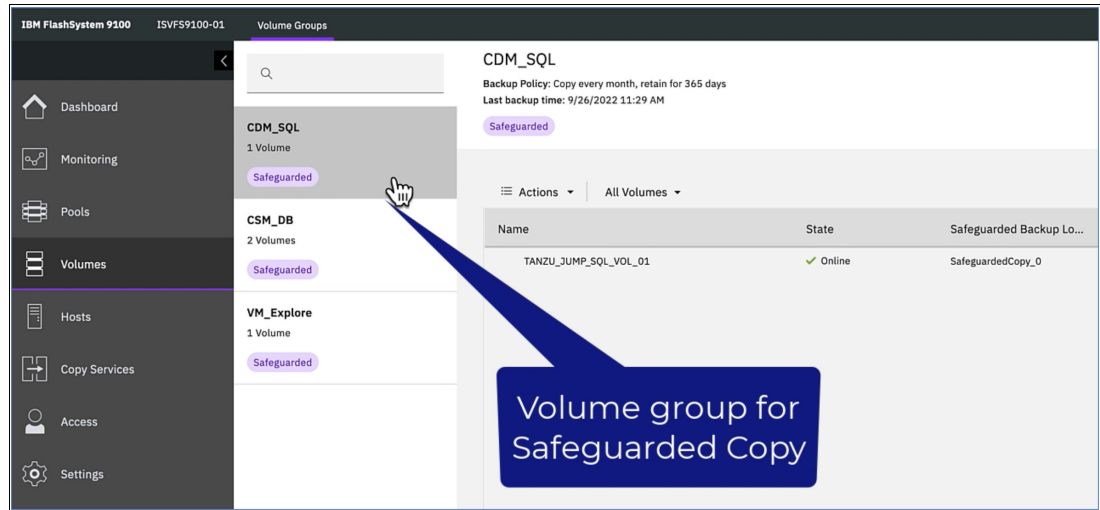 IBM FlashSystem 9100 ISVFS9100-01 Volume Groups
Dashboard
Monitoring
Pools
Volumes
Hosts
Copy Services
Access
Settings
CDM_SQL
1 Volume
Safeguarded
CSM_DB
2 Volumes
Safeguarded
VM_Explore
1 Volume
Safeguarded
CDM_SQL
Backup Policy: Copy every month, retain for 365 days
Last backup time: 9/26/2022 11:29 AM
Safeguarded
Actions All Volumes
Name State Safeguarded Backup Lo...
TANZU_JUMP_SQL_VOL_01 Online SafeguardedCopy_0
Volume group for
Safeguarded Copy